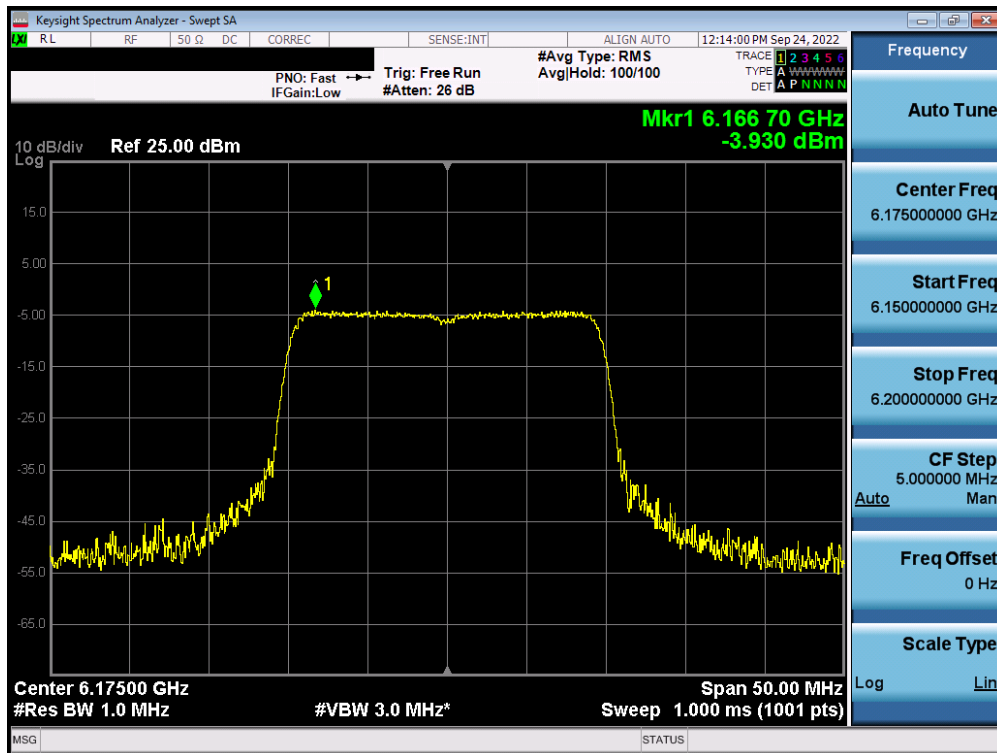 Keysight Spectrum Analyzer - Swept SA
LXI RL RF 50 Ω DC CORREC SENSE:INT ALIGN AUTO 12:14:00 PM Sep 24, 2022
Frequency
PNO: Fast
IFGain:Low
Trig: Free Run
#Atten: 26 dB
#Avg Type: RMS
Avg|Hold: 100/100
TRACE 1 2 3 4 5 6
TYPE A WWWWW
DET A P N N N N
Mkr1 6.166 70 GHz
-3.930 dBm
10 dB/div Ref 25.00 dBm
Log
15.0
5.00
-5.00
-15.0
-25.0
-35.0
-45.0
-55.0
-65.0
1
Center 6.17500 GHz Span 50.00 MHz
#Res BW 1.0 MHz #VBW 3.0 MHz* Sweep 1.000 ms (1001 pts)
MSG STATUS
Auto Tune
Center Freq
6.175000000 GHz
Start Freq
6.150000000 GHz
Stop Freq
6.200000000 GHz
CF Step
5.000000 MHz
Auto Man
Freq Offset
0 Hz
Scale Type
Log Lin